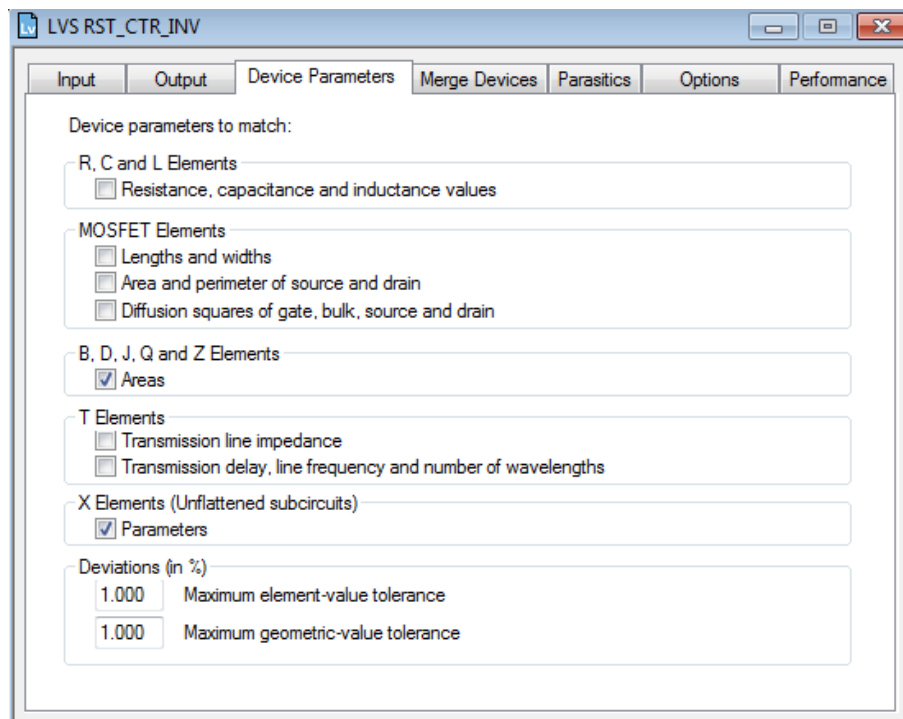 Lv LVS RST_CTR_INV
Input Output Device Parameters Merge Devices Parasitics Options Performance
Device parameters to match:
R, C and L Elements
Resistance, capacitance and inductance values
MOSFET Elements
Lengths and widths
Area and perimeter of source and drain
Diffusion squares of gate, bulk, source and drain
B, D, J, Q and Z Elements
Areas
T Elements
Transmission line impedance
Transmission delay, line frequency and number of wavelengths
X Elements (Unflattened subcircuits)
Parameters
Deviations (in %)
1.000 Maximum element-value tolerance
1.000 Maximum geometric-value tolerance